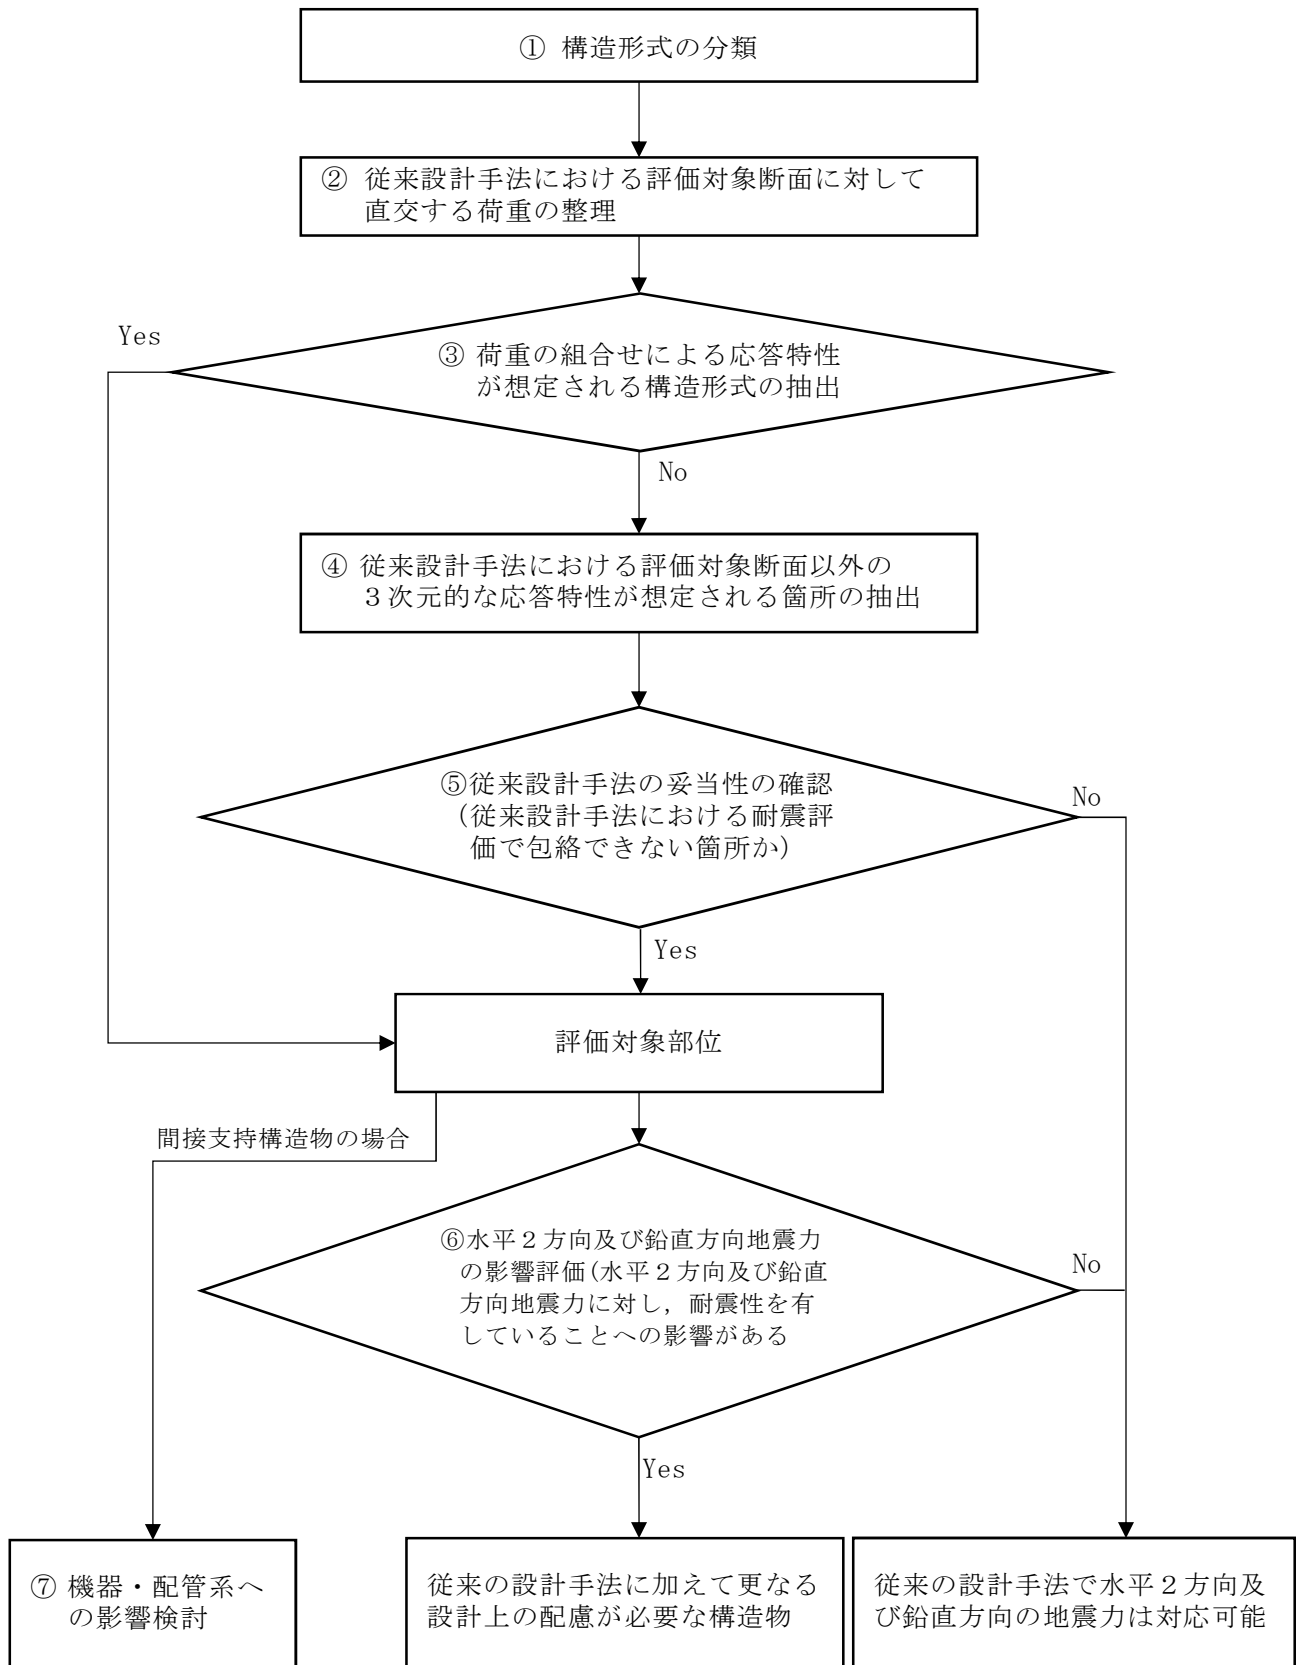 ① 構造形式の分類
② 従来設計手法における評価対象断面に対して
直交する荷重の整理
Yes
③ 荷重の組合せによる応答特性
が想定される構造形式の抽出
No
④ 従来設計手法における評価対象断面以外の
３次元的な応答特性が想定される箇所の抽出
⑤従来設計手法の妥当性の確認
（従来設計手法における耐震評
価で包絡できない箇所か）
No
Yes
評価対象部位
間接支持構造物の場合
⑥水平２方向及び鉛直方向地震力
の影響評価(水平２方向及び鉛直
方向地震力に対し，耐震性を有
していることへの影響がある
No
Yes
⑦ 機器・配管系へ
の影響検討
従来の設計手法に加えて更なる
設計上の配慮が必要な構造物
従来の設計手法で水平２方向及
び鉛直方向の地震力は対応可能